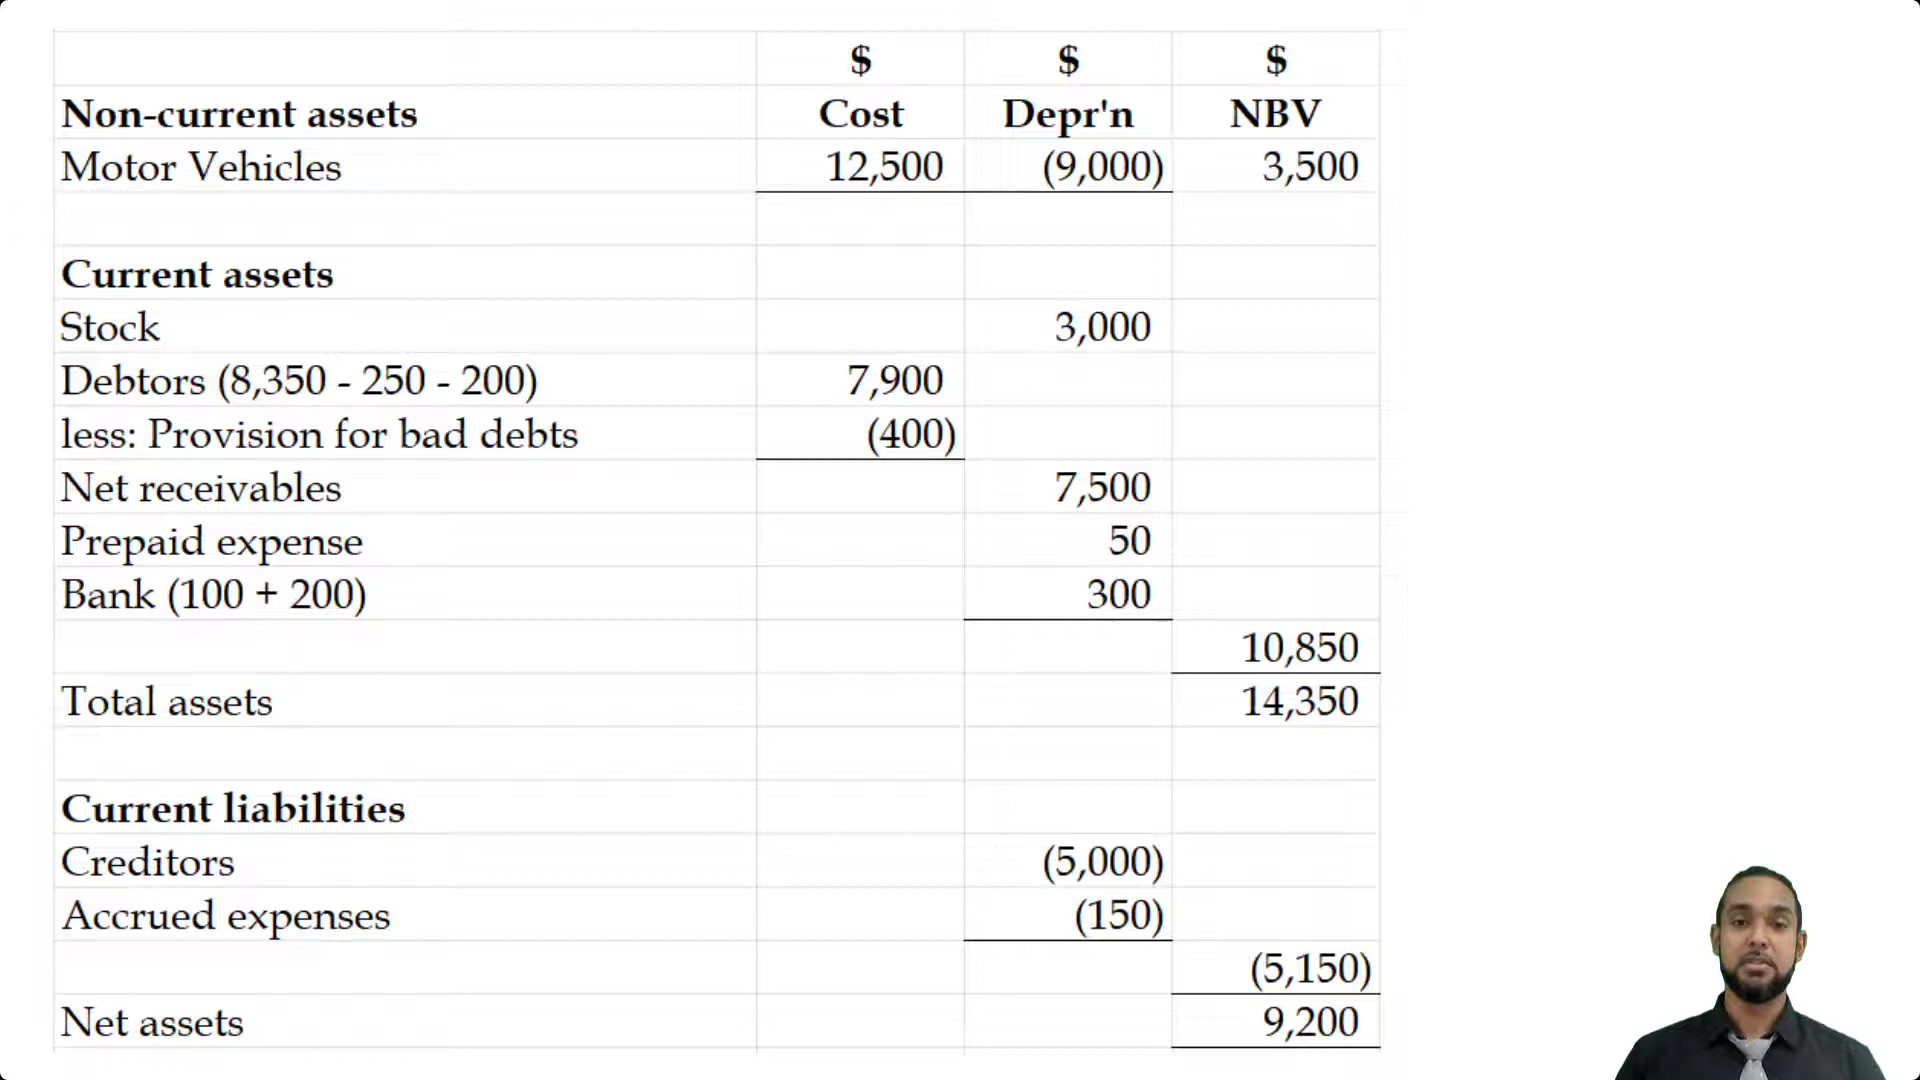 $ $ $
Non-current assets Cost Depr'n NBV
Motor Vehicles 12,500 (9,000) 3,500
Current assets
Stock 3,000
Debtors (8,350 - 250 - 200) 7,900
less: Provision for bad debts (400)
Net receivables 7,500
Prepaid expense 50
Bank (100 + 200) 300
10,850
Total assets 14,350
Current liabilities
Creditors (5,000)
Accrued expenses (150)
(5,150)
Net assets 9,200